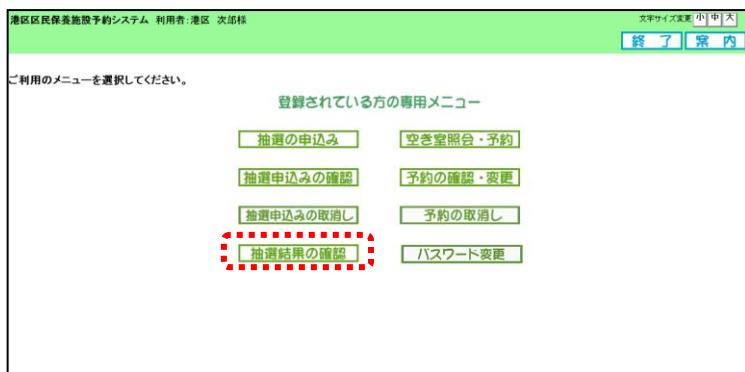 港区区民保養施設予約システム 利用者:港区 次郎様
文字サイズ変更 小 中 大
終 了 案 内
ご利用のメニューを選択してください。
登録されている方の専用メニュー
抽選の申込み 空き室照会・予約
抽選申込みの確認 予約の確認・変更
抽選申込みの取消し 予約の取消し
抽選結果の確認 パスワード変更